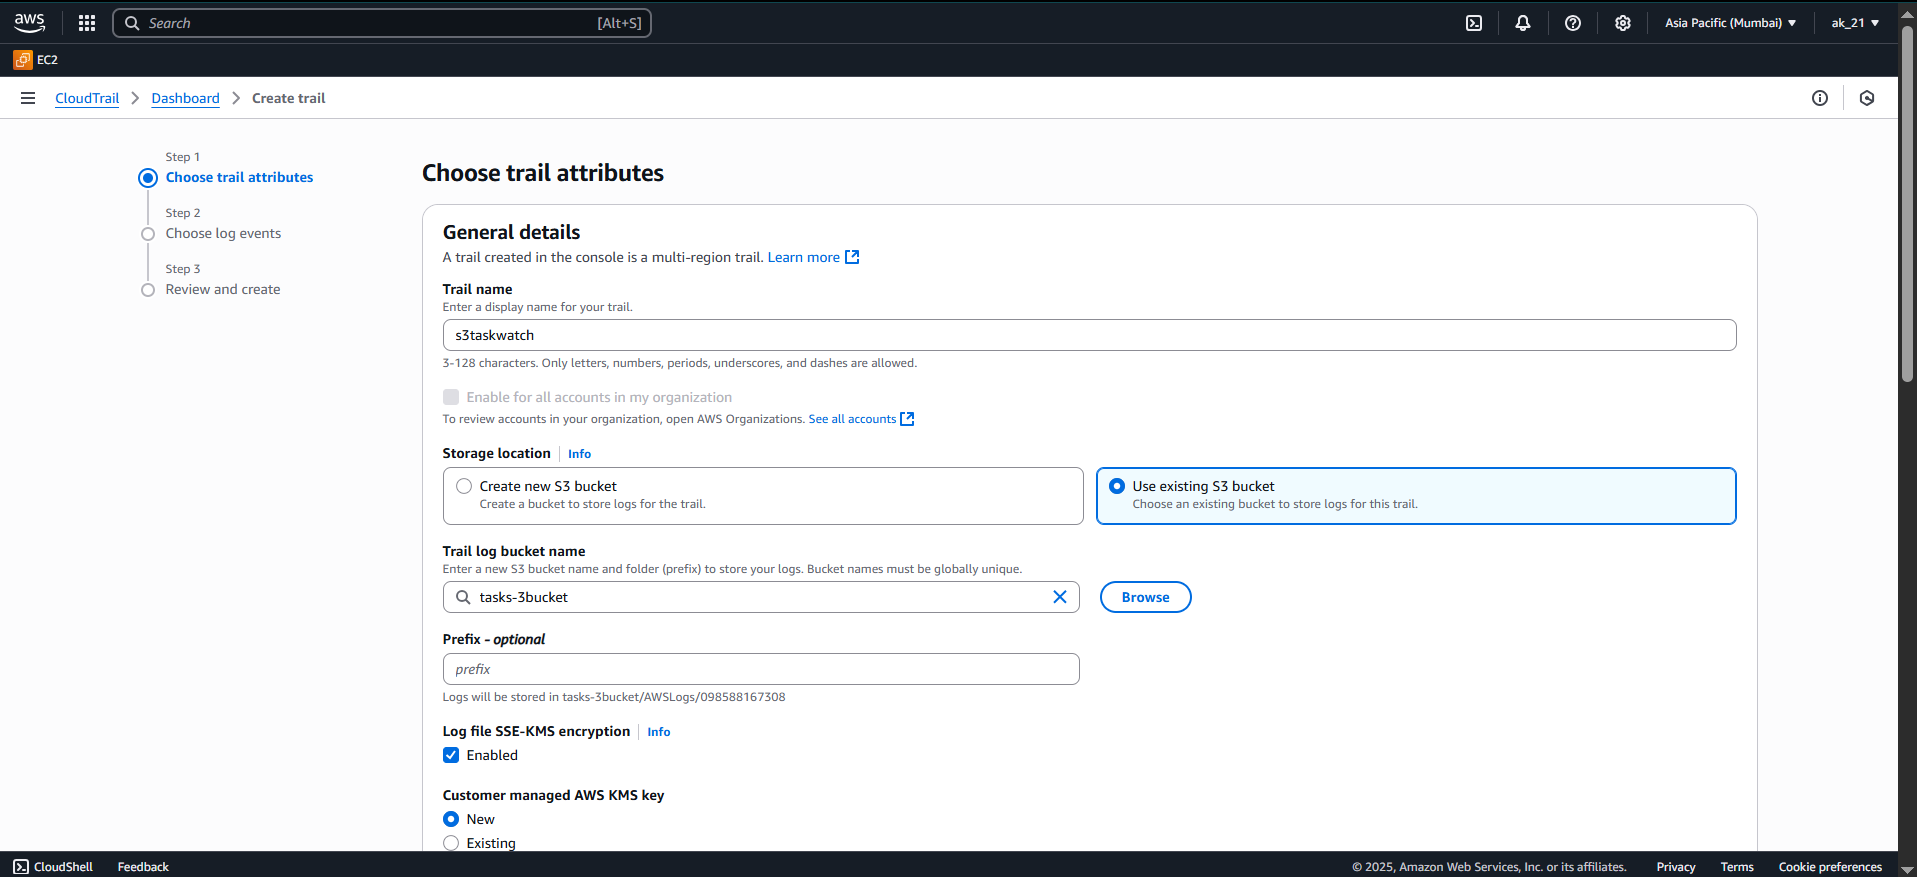 aws
Search
[Alt+S]
Asia Pacific (Mumbai)
ak_21
EC2
CloudTrail
Dashboard
Create trail
Step 1
Choose trail attributes
Step 2
Choose log events
Step 3
Review and create
Choose trail attributes
General details
A trail created in the console is a multi-region trail. Learn more
Trail name
Enter a display name for your trail.
s3taskwatch
3-128 characters. Only letters, numbers, periods, underscores, and dashes are allowed.
Enable for all accounts in my organization
To review accounts in your organization, open AWS Organizations. See all accounts
Storage location
Info
Create new S3 bucket
Create a bucket to store logs for the trail.
Use existing S3 bucket
Choose an existing bucket to store logs for this trail.
Trail log bucket name
Enter a new S3 bucket name and folder (prefix) to store your logs. Bucket names must be globally unique.
tasks-3bucket
Browse
Prefix - optional
prefix
Logs will be stored in tasks-3bucket/AWSLogs/098588167308
Log file SSE-KMS encryption
Info
Enabled
Customer managed AWS KMS key
New
Existing
CloudShell
Feedback
© 2025, Amazon Web Services, Inc. or its affiliates.
Privacy
Terms
Cookie preferences